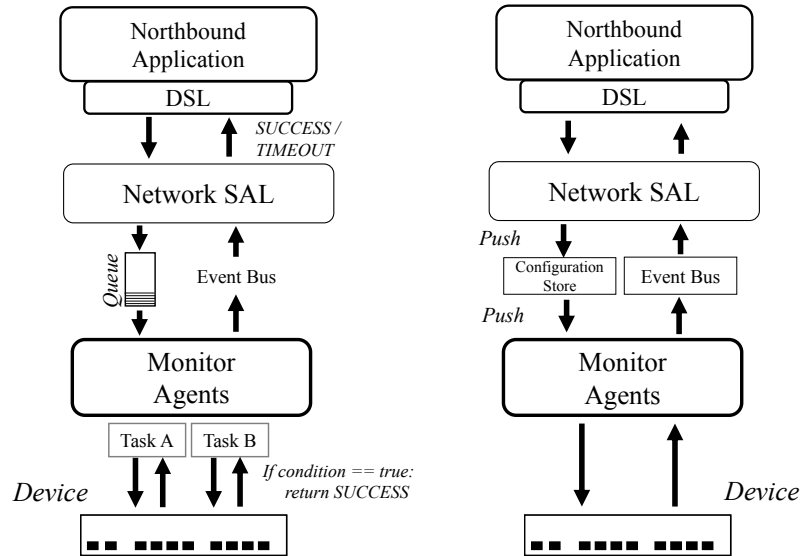 Northbound
Application
DSL
SUCCESS /
TIMEOUT
Network SAL
Queue
Event Bus
Monitor
Agents
Task A
Task B
If condition == true:
return SUCCESS
Device
Northbound
Application
DSL
Network SAL
Push
Configuration
Store
Event Bus
Push
Monitor
Agents
Device